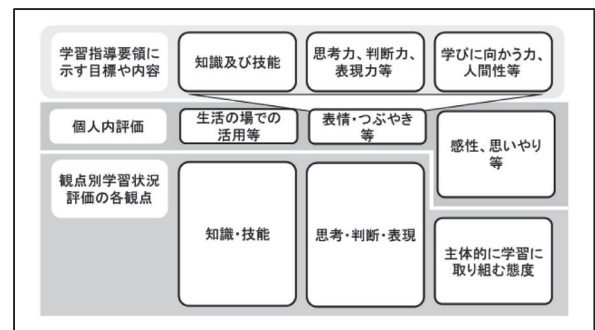 学習指導要領に
示す目標や内容
知識及び技能
思考力、判断力、
表現力等
学びに向かう力、
人間性等
個人内評価
生活の場での
活用等
表情・つぶやき
等
感性、思いやり
等
観点別学習状況
評価の各観点
知識・技能
思考・判断・表現
主体的に学習に
取り組む態度